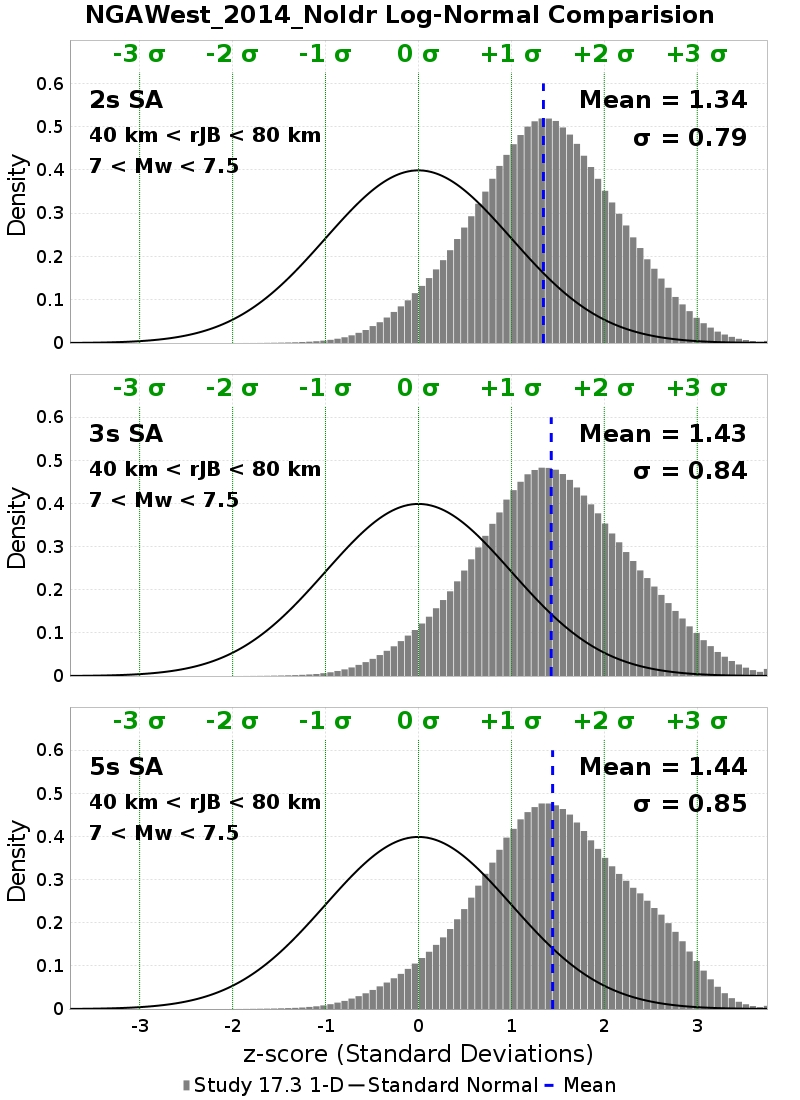 NGAWest_2014_NoIdr Log-Normal Comparision
-3 σ -2 σ -1 σ 0 σ +1 σ +2 σ +3 σ
2s SA Mean = 1.34
40 km < rJB < 80 km σ = 0.79
7 < Mw < 7.5
Density
0.6
0.5
0.4
0.3
0.2
0.1
0
-3 σ -2 σ -1 σ 0 σ +1 σ +2 σ +3 σ
3s SA Mean = 1.43
40 km < rJB < 80 km σ = 0.84
7 < Mw < 7.5
Density
0.6
0.5
0.4
0.3
0.2
0.1
0
-3 σ -2 σ -1 σ 0 σ +1 σ +2 σ +3 σ
5s SA Mean = 1.44
40 km < rJB < 80 km σ = 0.85
7 < Mw < 7.5
Density
0.6
0.5
0.4
0.3
0.2
0.1
0
-3 -2 -1 0 1 2 3
z-score (Standard Deviations)
Study 17.3 1-D Standard Normal Mean